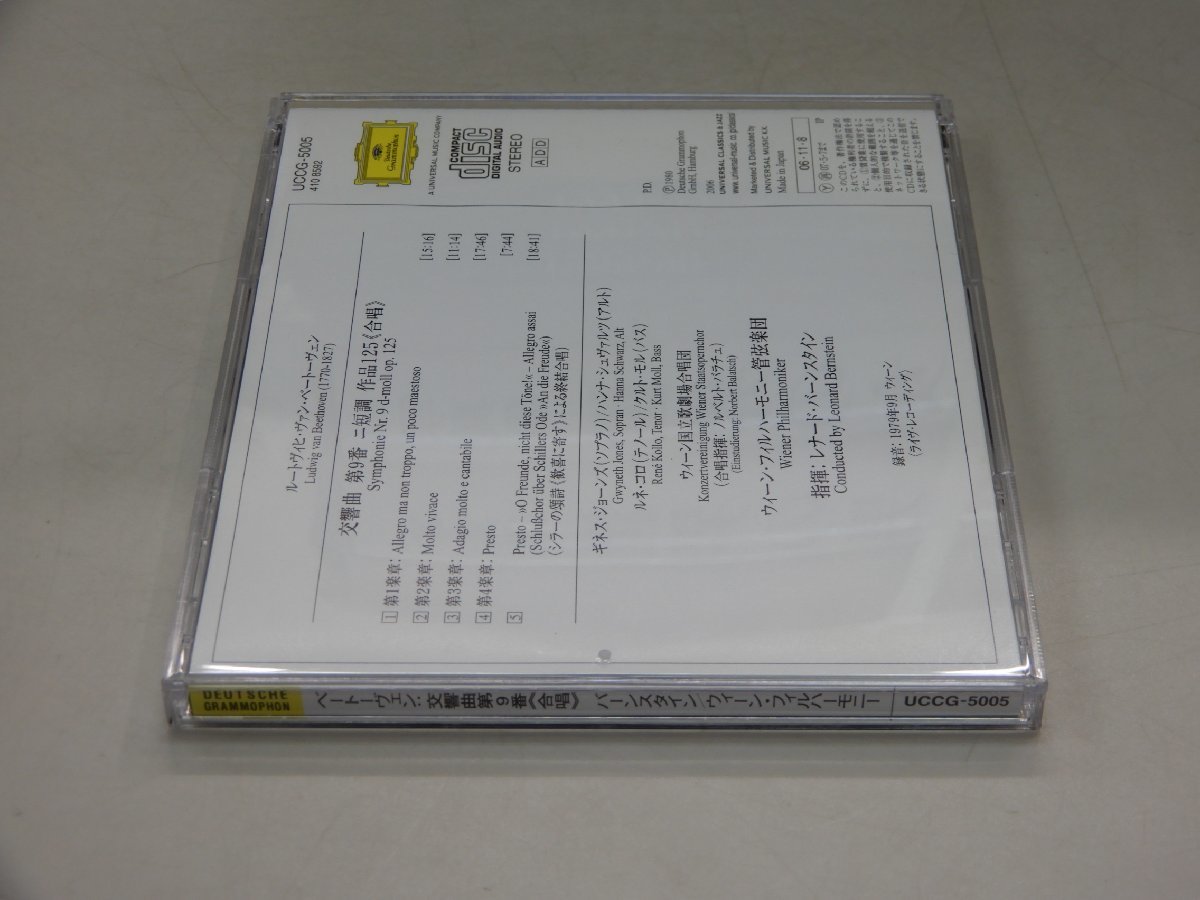 ルートヴィヒ・ヴァン・ベートーヴェン
Ludwig van Beethoven (1770-1827)
交響曲 第9番 ニ短調 作品125《合唱》
Symphonie Nr. 9 d-moll op. 125
1 第1楽章: Allegro ma non troppo, un poco maestoso [15:16]
2 第2楽章: Molto vivace [11:14]
3 第3楽章: Adagio molto e cantabile [17:46]
4 第4楽章: Presto [7:44]
5 Presto – »O Freunde, nicht diese Töne!« – Allegro assai [18:41]
(Schlußchor über Schillers Ode »An die Freude«)
(シラーの頌詩《歓喜に寄す》による終結合唱)
ギネス・ジョーンズ(ソプラノ)/ハンナ・シュヴァルツ(アルト)
Gwyneth Jones, Sopran · Hanna Schwarz, Alt
ルネ・コロ(テノール)/クルト・モル(バス)
René Kollo, Tenor · Kurt Moll, Bass
ウィーン国立歌劇場合唱団
Konzertvereinigung Wiener Staatsopernchor
(合唱指揮: ノルベルト・バラチュ)
(Einstudierung: Norbert Balatsch)
ウィーン・フィルハーモニー管弦楽団
Wiener Philharmoniker
指揮: レナード・バーンスタイン
Conducted by Leonard Bernstein
録音: 1979年9月 ウィーン
(ライヴ・レコーディング)
UCCG-5005
410 8592
Deutsche
Grammophon
A UNIVERSAL MUSIC COMPANY
COMPACT
disc
DIGITAL AUDIO
STEREO
ADD
P.D.
Ⓟ 1980
Deutsche Grammophon
GmbH, Hamburg
2006
UNIVERSAL CLASSICS & JAZZ
www.universal-music.co.jp/classics
Marketed & Distributed by
UNIVERSAL MUSIC K.K.
Made in Japan
06・11・8
DEUTSCHE
GRAMMOPHON
ベートーヴェン: 交響曲第9番《合唱》 バーンスタイン/ウィーン・フィルハーモニー
UCCG-5005